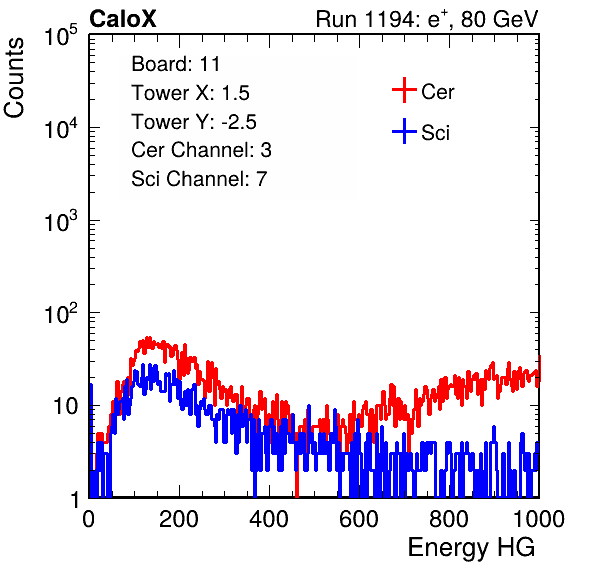 CaloX
Run 1194: e⁺, 80 GeV
Counts
10⁵
10⁴
10³
10²
10
1
Board: 11
Tower X: 1.5
Tower Y: -2.5
Cer Channel: 3
Sci Channel: 7
Cer
Sci
0 200 400 600 800 1000
Energy HG